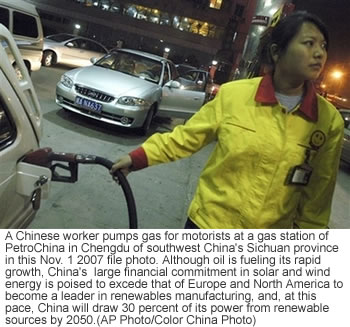 A Chinese worker pumps gas for motorists at a gas station of
PetroChina in Chengdu of southwest China's Sichuan province
in this Nov. 1 2007 file photo. Although oil is fueling its rapid
growth, China's large financial commitment in solar and wind
energy is poised to excede that of Europe and North America to
become a leader in renewables manufacturing, and, at this
pace, China will draw 30 percent of its power from renewable
sources by 2050.(AP Photo/Color China Photo)